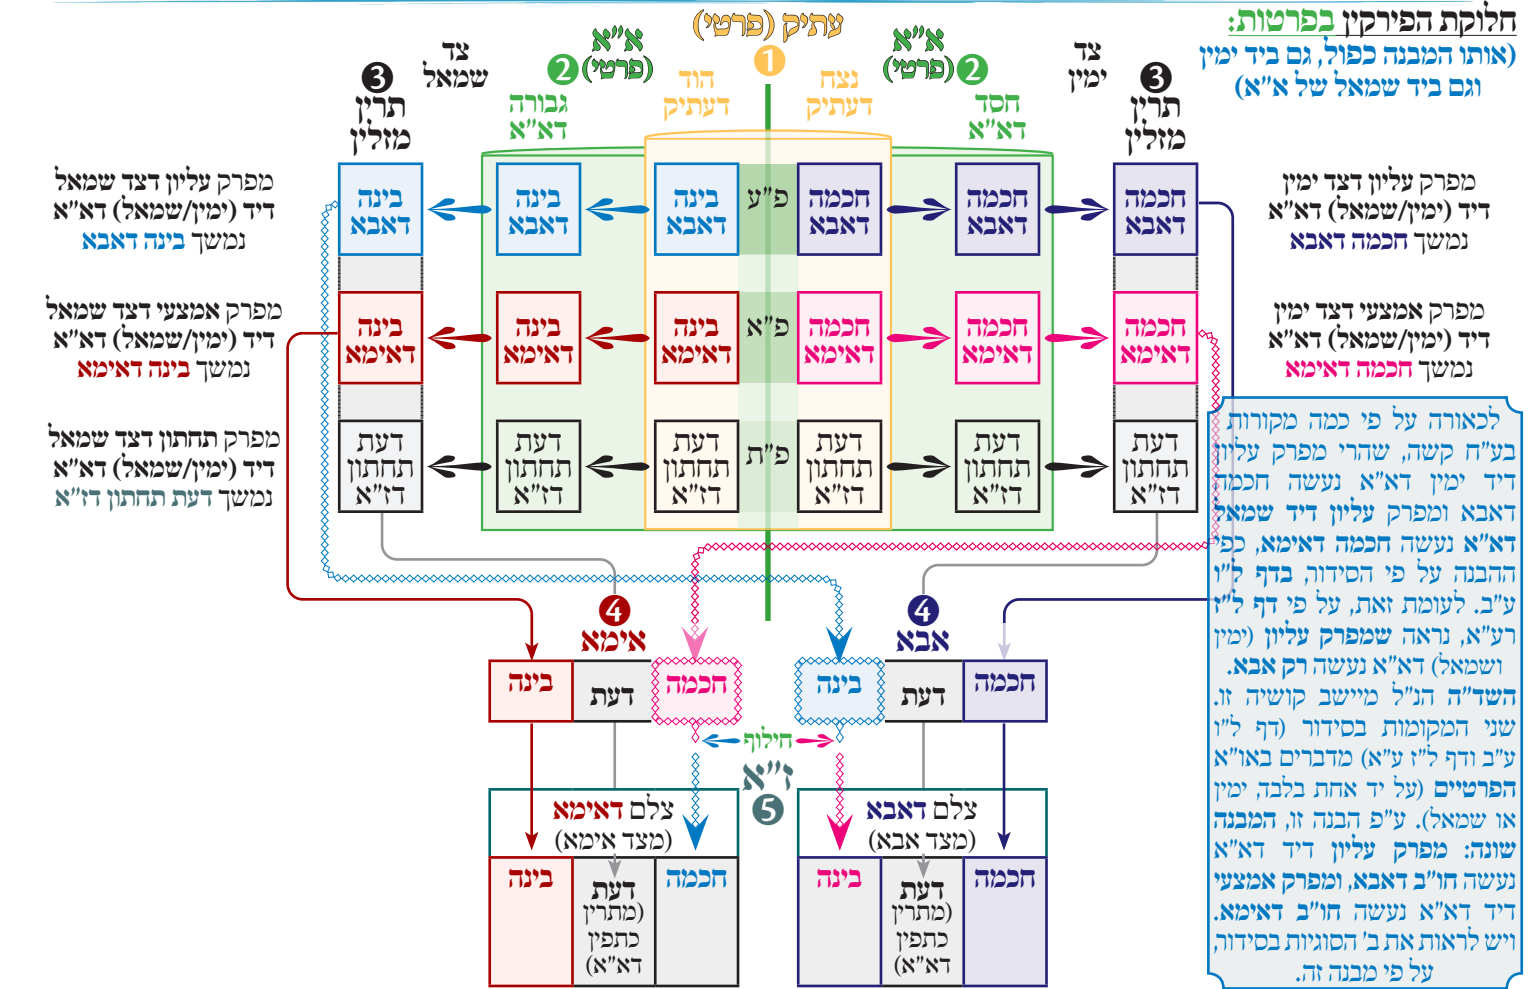 חלוקת הפירקין בפרטות:
(אותו המבנה כפול, גם ביד ימין
וגם ביד שמאל של א״א)
עתיק (פרטי)
1
א״א
(פרטי) 2
א״א
2 (פרטי)
צד
ימין
צד
שמאל
3
תרין
מזלין
3
תרין
מזלין
חסד
דא״א
נצח
דעתיק
הוד
דעתיק
גבורה
דא״א
מפרק עליון דצד ימין
דיד (ימין/שמאל) דא״א
נמשך חכמה דאבא
חכמה
דאבא
חכמה
דאבא
חכמה
דאבא
פ״ע
בינה
דאבא
בינה
דאבא
בינה
דאבא
מפרק עליון דצד שמאל
דיד (ימין/שמאל) דא״א
נמשך בינה דאבא
מפרק אמצעי דצד ימין
דיד (ימין/שמאל) דא״א
נמשך חכמה דאימא
חכמה
דאימא
חכמה
דאימא
חכמה
דאימא
פ״א
בינה
דאימא
בינה
דאימא
בינה
דאימא
מפרק אמצעי דצד שמאל
דיד (ימין/שמאל) דא״א
נמשך בינה דאימא
דעת
תחתון
דז״א
דעת
תחתון
דז״א
דעת
תחתון
דז״א
פ״ת
דעת
תחתון
דז״א
דעת
תחתון
דז״א
דעת
תחתון
דז״א
מפרק תחתון דצד שמאל
דיד (ימין/שמאל) דא״א
נמשך דעת תחתון דז״א
לכאורה על פי כמה מקורות
בע״ח קשה, שהרי מפרק עליון
דיד ימין דא״א נעשה חכמה
דאבא ומפרק עליון דיד שמאל
דא״א נעשה חכמה דאימא, כפי
ההבנה על פי הסידור, בדף ל״ו
ע״ב. לעומת זאת, על פי דף ל״ז
רע״א, נראה שמפרק עליון (ימין
ושמאל) דא״א נעשה רק אבא.
השד״ה הנ״ל מיישב קושיה זו.
שני המקומות בסידור (דף ל״ו
ע״ב ודף ל״ז ע״א) מדברים באו״א
הפרטיים (על יד אחת בלבד, ימין
או שמאל). ע״פ הבנה זו, המבנה
שונה: מפרק עליון דיד דא״א
נעשה חו״ב דאבא, ומפרק אמצעי
דיד דא״א נעשה חו״ב דאימא.
ויש לראות את ב׳ הסוגיות בסידור,
על פי מבנה זה.
4
אבא
4
אימא
חכמה
דעת
בינה
חכמה
דעת
בינה
חילוף
ז״א
5
צלם דאבא
(מצד אבא)
צלם דאימא
(מצד אימא)
חכמה
דעת
(מתרין
כתפין
דא״א)
בינה
חכמה
דעת
(מתרין
כתפין
דא״א)
בינה